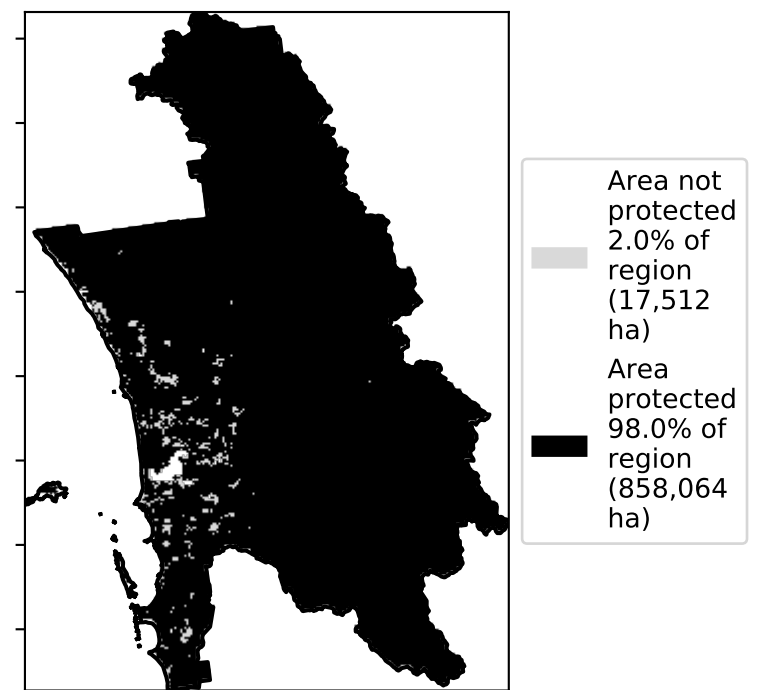 Area not
protected
2.0% of
region
(17,512
ha)
Area
protected
98.0% of
region
(858,064
ha)